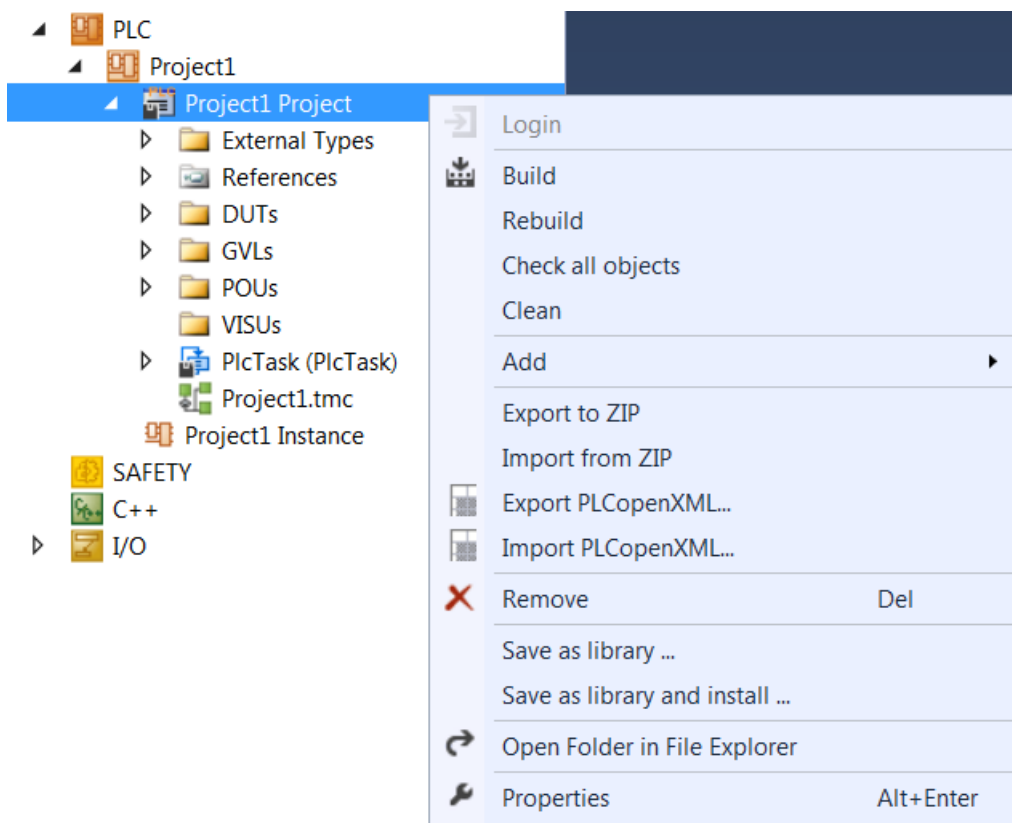 PLC
Project1
Project1 Project
External Types
References
DUTs
GVLs
POUs
VISUs
PlcTask (PlcTask)
Project1.tmc
Project1 Instance
SAFETY
C++
I/O
Login
Build
Rebuild
Check all objects
Clean
Add
Export to ZIP
Import from ZIP
Export PLCopenXML...
Import PLCopenXML...
Remove Del
Save as library ...
Save as library and install ...
Open Folder in File Explorer
Properties Alt+Enter